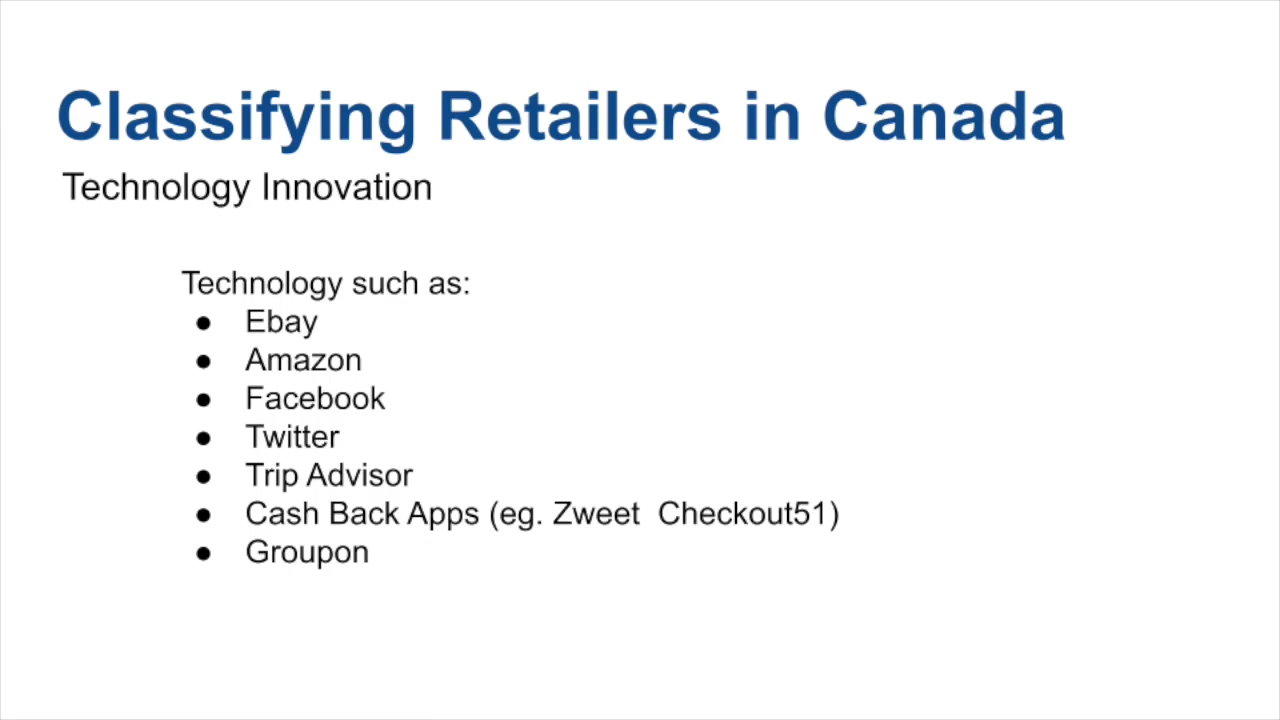 Classifying Retailers in Canada
Technology Innovation
Technology such as:
● Ebay
● Amazon
● Facebook
● Twitter
● Trip Advisor
● Cash Back Apps (eg. Zweet  Checkout51)
● Groupon